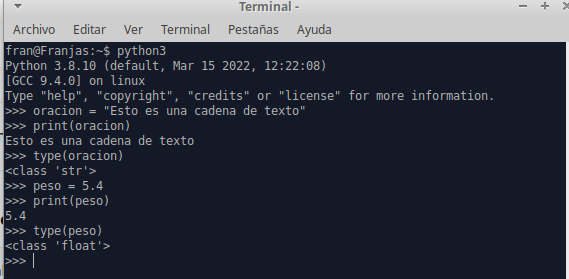 Terminal -
Archivo Editar Ver Terminal Pestañas Ayuda
fran@Franjas:~$ python3
Python 3.8.10 (default, Mar 15 2022, 12:22:08)
[GCC 9.4.0] on linux
Type "help", "copyright", "credits" or "license" for more information.
>>> oracion = "Esto es una cadena de texto"
>>> print(oracion)
Esto es una cadena de texto
>>> type(oracion)
<class 'str'>
>>> peso = 5.4
>>> print(peso)
5.4
>>> type(peso)
<class 'float'>
>>>